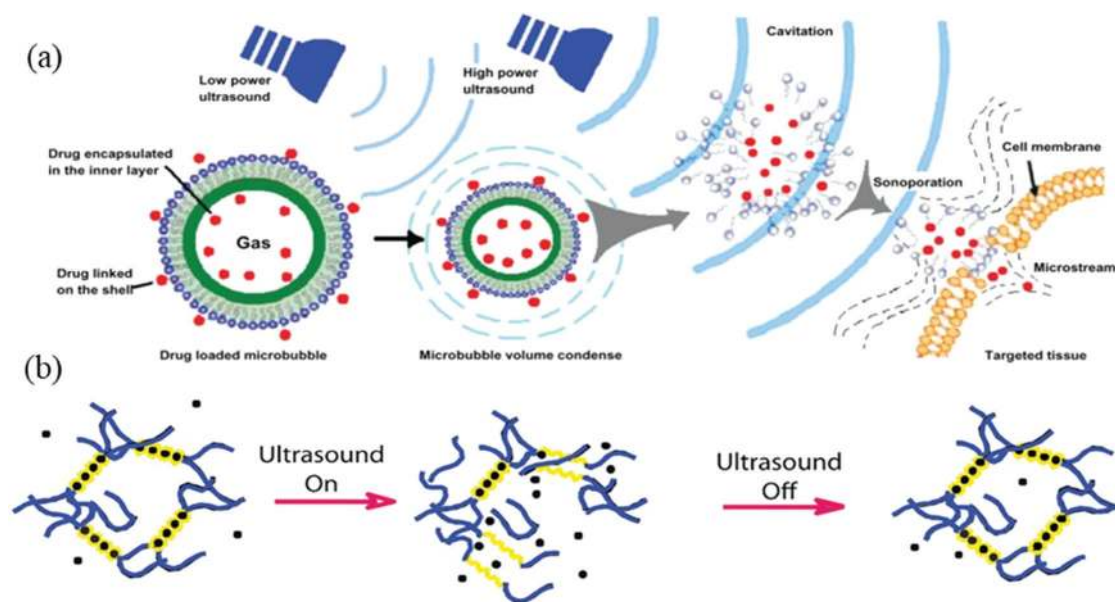 (a)
Low power
ultrasound
High power
ultrasound
Cavitation
Drug encapsulated
in the inner layer
Gas
Drug linked
on the shell
Drug loaded microbubble
Microbubble volume condense
Sonoporation
Cell membrane
Microstream
Targeted tissue
(b)
Ultrasound
On
Ultrasound
Off